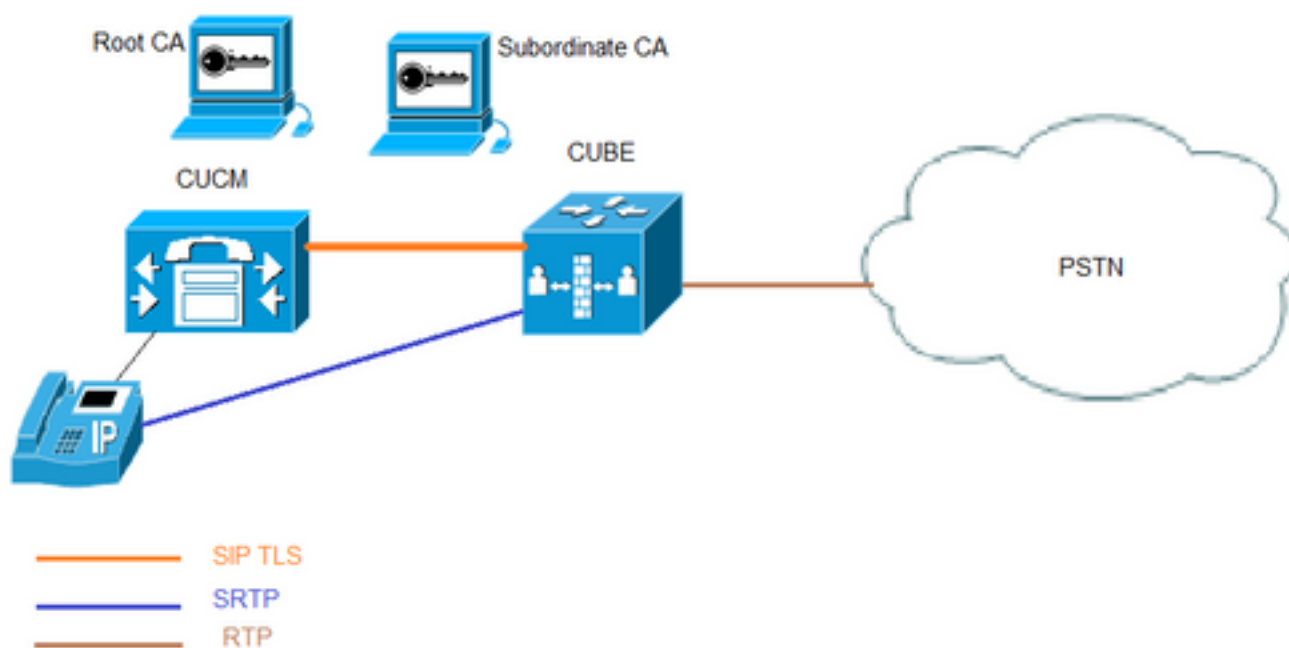 Root CA
Subordinate CA
CUCM
CUBE
PSTN
IP
SIP TLS
SRTP
RTP